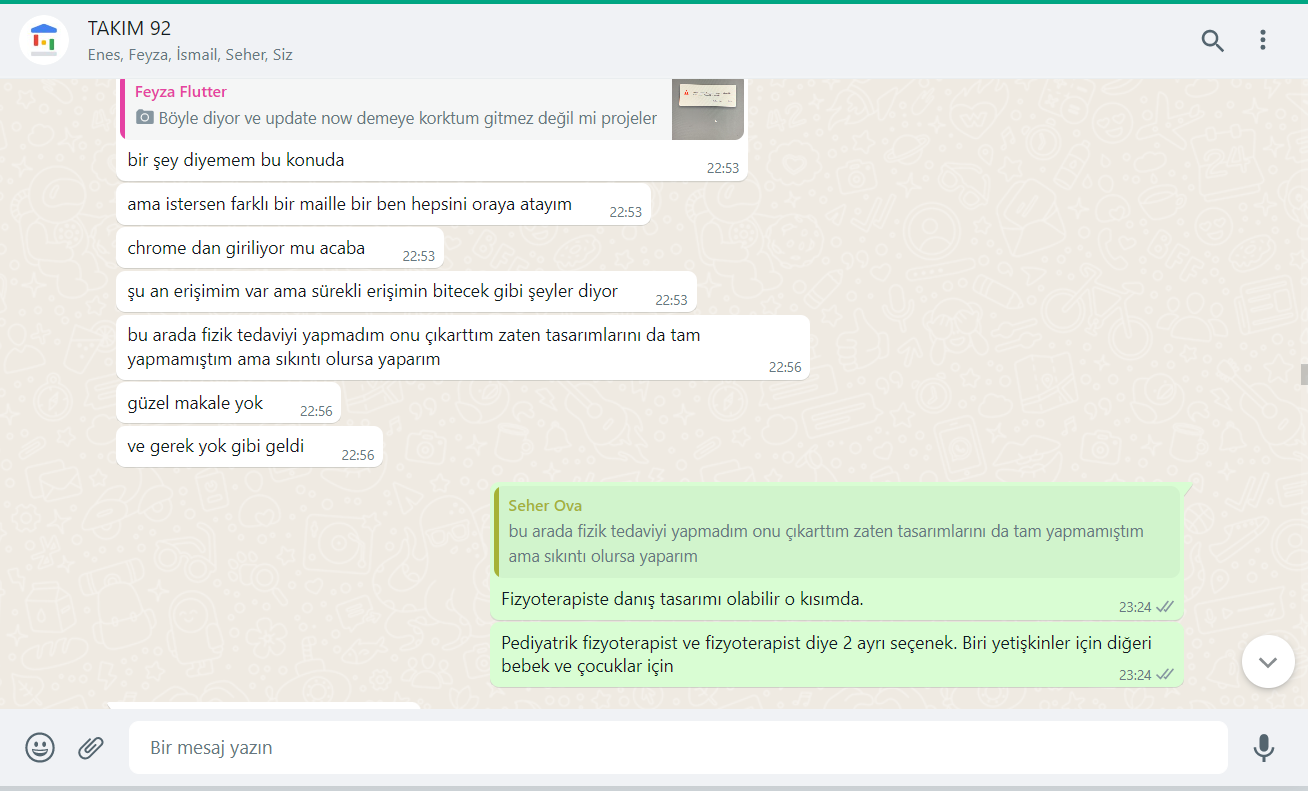 TAKIM 92
Enes, Feyza, İsmail, Seher, Siz
Feyza Flutter
Böyle diyor ve update now demeye korktum gitmez değil mi projeler
bir şey diyemem bu konuda
22:53
ama istersen farklı bir maille bir ben hepsini oraya atayım
22:53
chrome dan giriliyor mu acaba
22:53
şu an erişimim var ama sürekli erişimin bitecek gibi şeyler diyor
22:53
bu arada fizik tedaviyi yapmadım onu çıkarttım zaten tasarımlarını da tam
yapmamıştım ama sıkıntı olursa yaparım
22:56
güzel makale yok
22:56
ve gerek yok gibi geldi
22:56
Seher Ova
bu arada fizik tedaviyi yapmadım onu çıkarttım zaten tasarımlarını da tam yapmamıştım
ama sıkıntı olursa yaparım
Fizyoterapiste danış tasarımı olabilir o kısımda.
23:24
Pediyatrik fizyoterapist ve fizyoterapist diye 2 ayrı seçenek. Biri yetişkinler için diğeri
bebek ve çocuklar için
23:24
Bir mesaj yazın